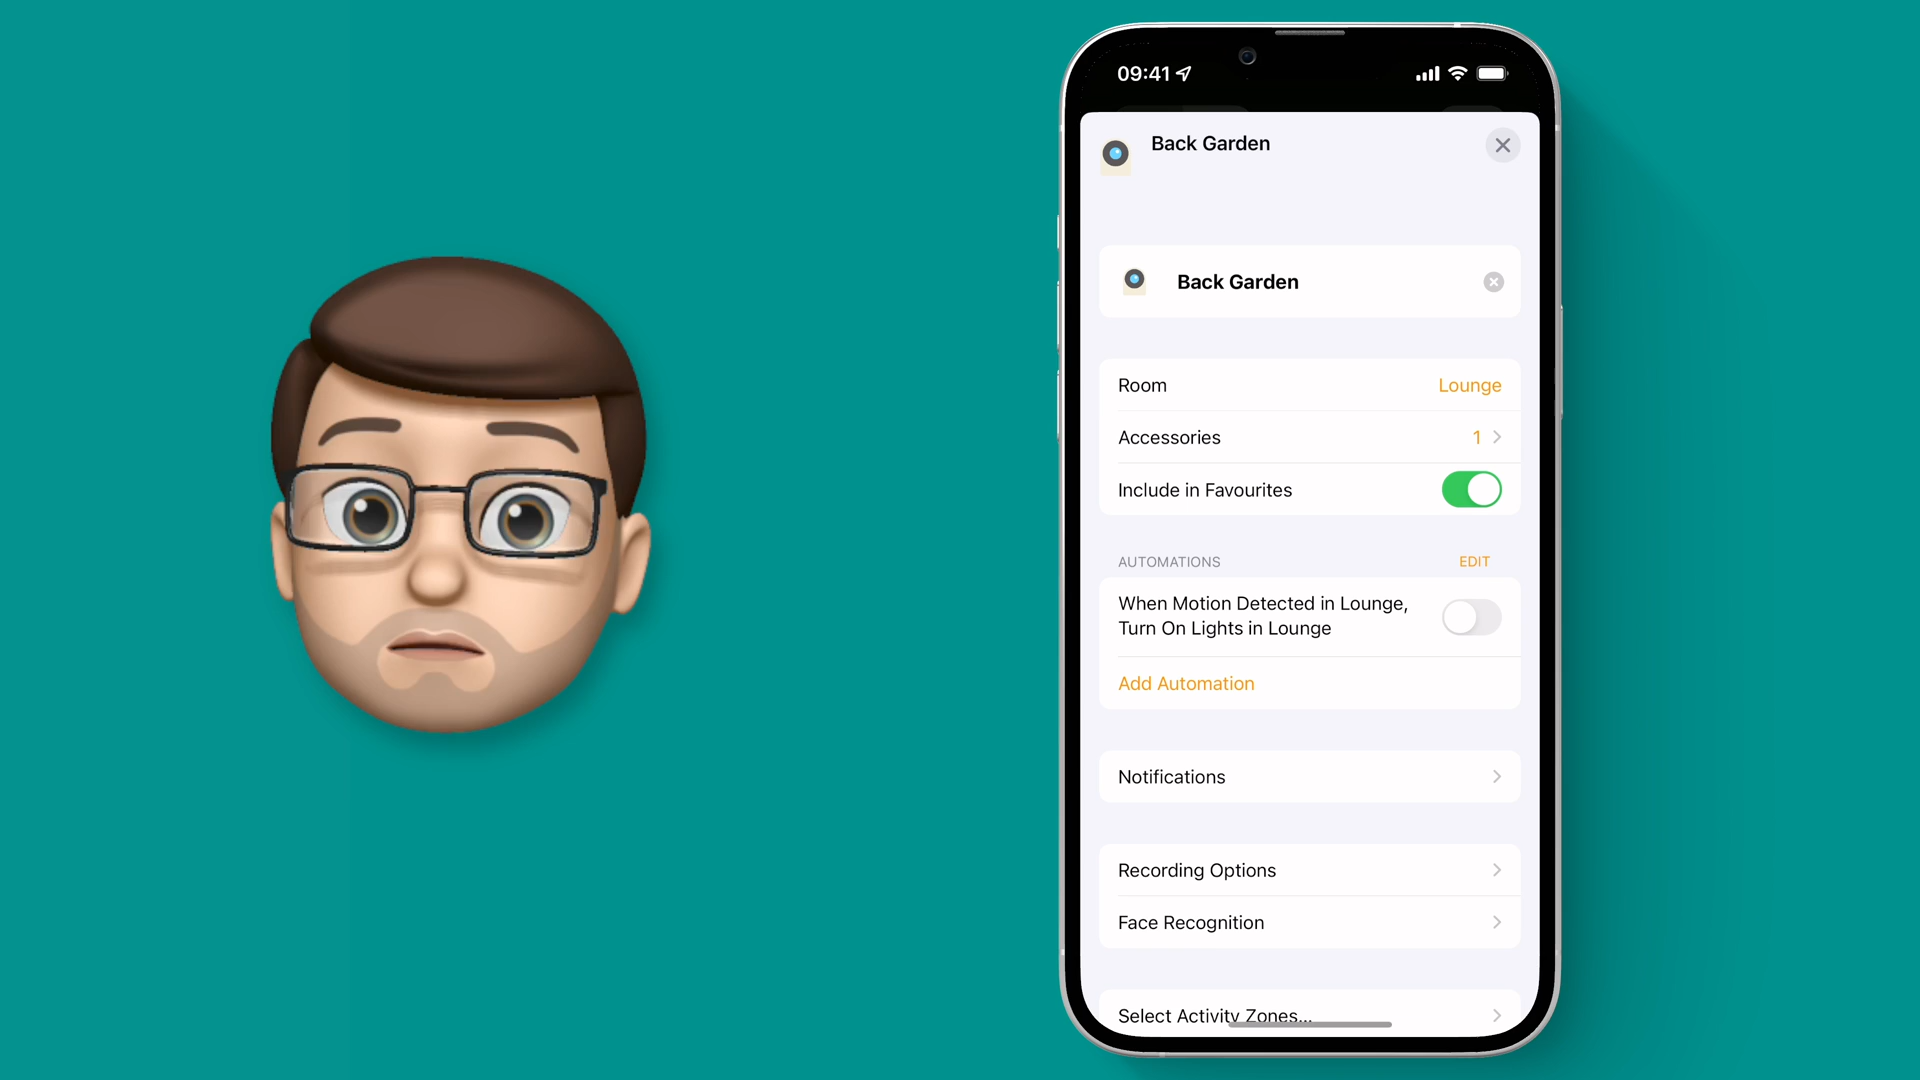 09:41
Back Garden
Back Garden
Room
Lounge
Accessories
1
Include in Favourites
AUTOMATIONS
EDIT
When Motion Detected in Lounge,
Turn On Lights in Lounge
Add Automation
Notifications
Recording Options
Face Recognition
Select Activity Zones...